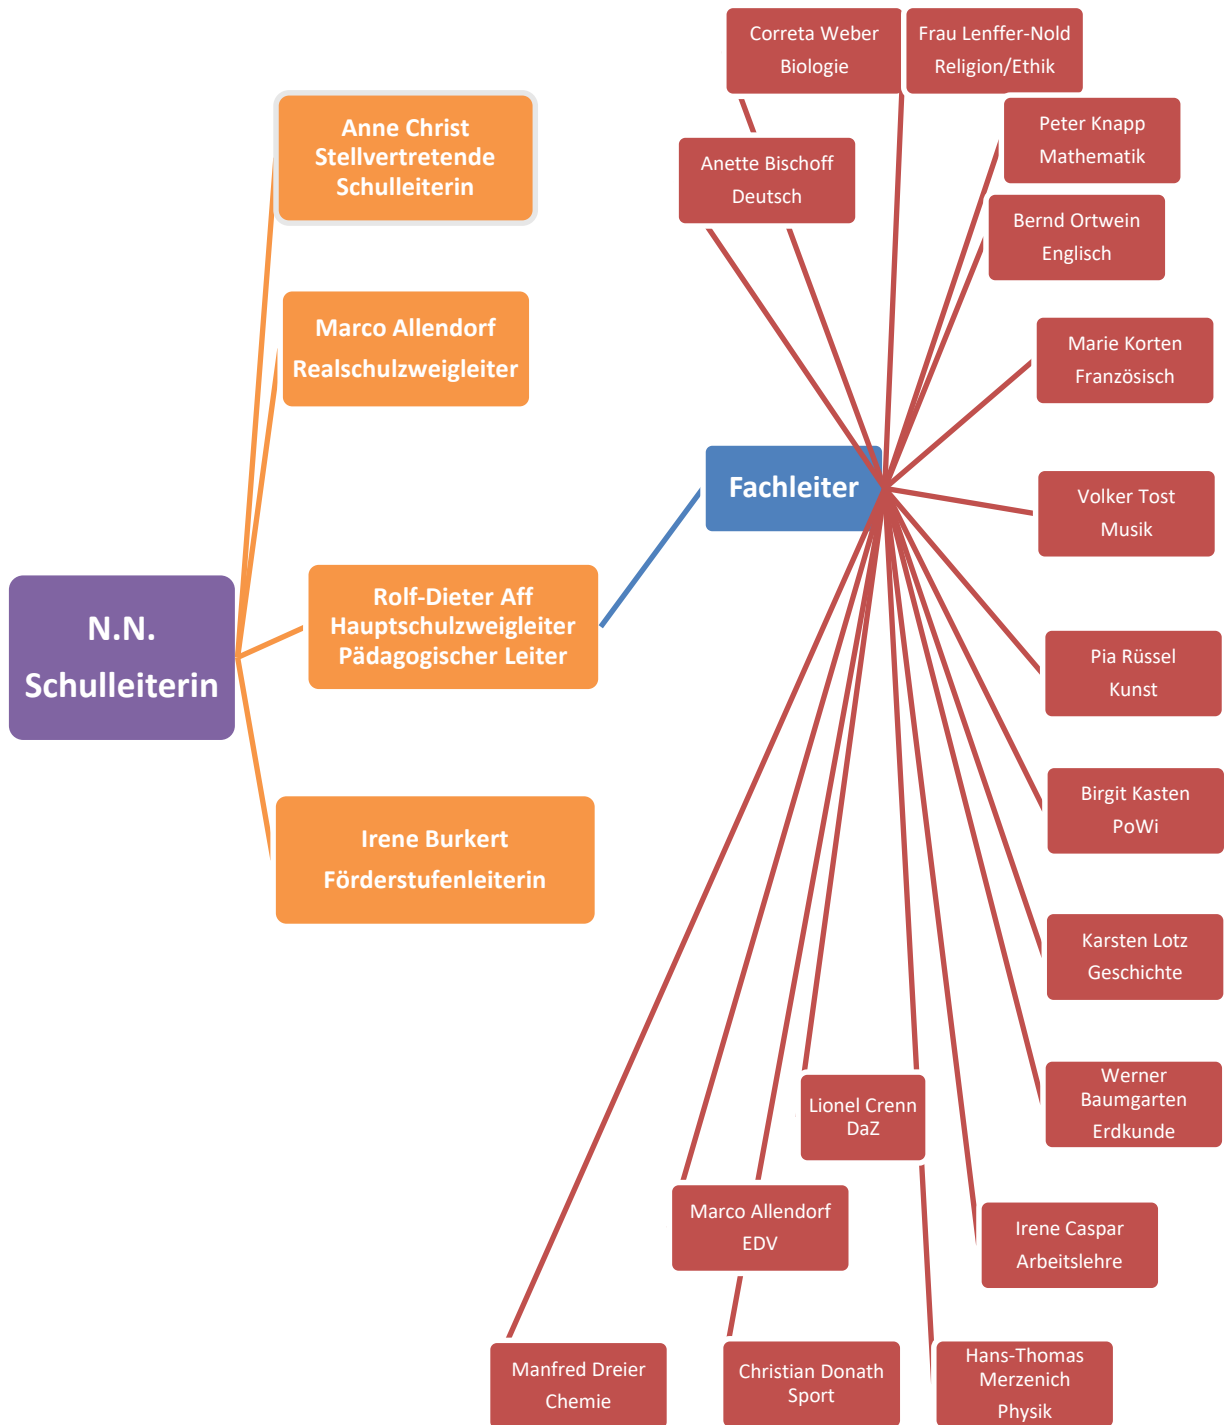 Correta Weber
Biologie
Frau Lenffer-Nold
Religion/Ethik
Anne Christ
Stellvertretende
Schulleiterin
Peter Knapp
Mathematik
Anette Bischoff
Deutsch
Bernd Ortwein
Englisch
Marco Allendorf
Realschulzweigleiter
Marie Korten
Französisch
Fachleiter
Volker Tost
Musik
N.N.
Schulleiterin
Rolf-Dieter Aff
Hauptschulzweigleiter
Pädagogischer Leiter
Pia Rüssel
Kunst
Birgit Kasten
PoWi
Irene Burkert
Förderstufenleiterin
Karsten Lotz
Geschichte
Werner
Baumgarten
Erdkunde
Lionel Crenn
DaZ
Marco Allendorf
EDV
Irene Caspar
Arbeitslehre
Manfred Dreier
Chemie
Christian Donath
Sport
Hans-Thomas
Merzenich
Physik